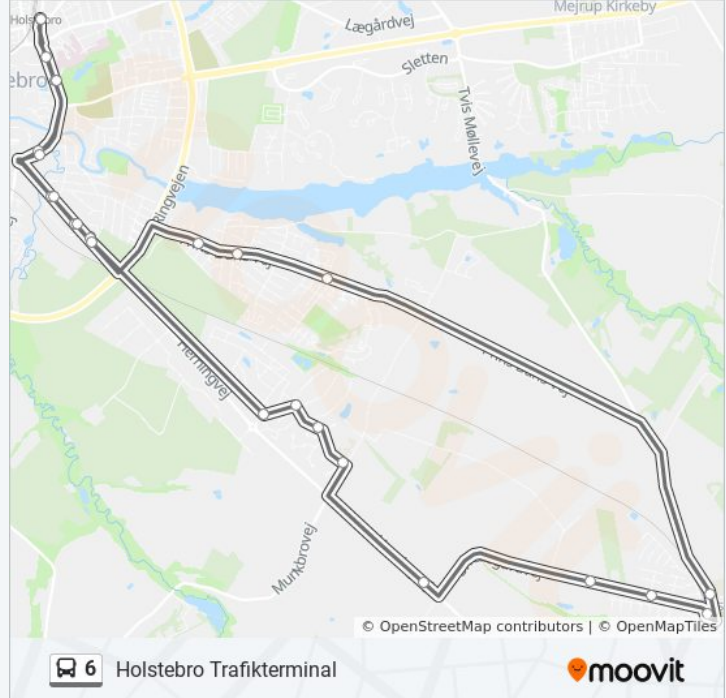 Mejrup Kirkeby
Holstebro
Lægårdvej
Sletten
Tvis Møllevej
Ringvejen
Herningvej
Munkbrovej
© OpenStreetMap contributors | © OpenMapTiles
6 Holstebro Trafikterminal
moovit